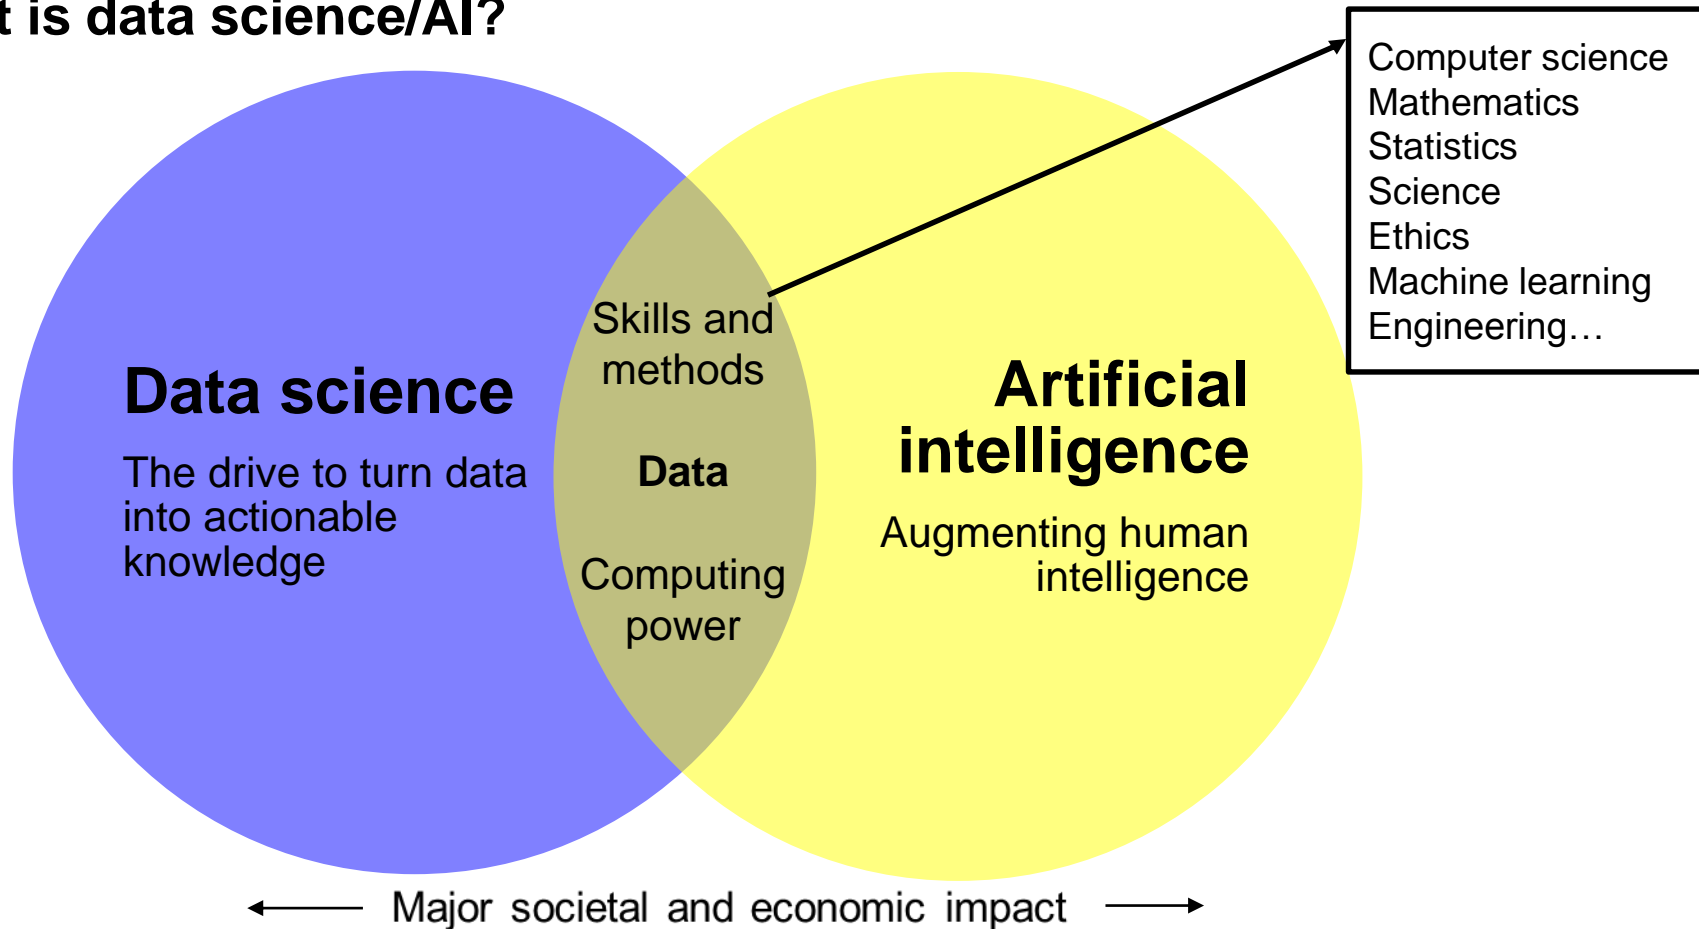 t is data science/AI?
Computer science
Mathematics
Statistics
Science
Ethics
Machine learning
Engineering…
Data science
The drive to turn data
into actionable
knowledge
Skills and
methods
Data
Computing
power
Artificial
intelligence
Augmenting human
intelligence
Major societal and economic impact